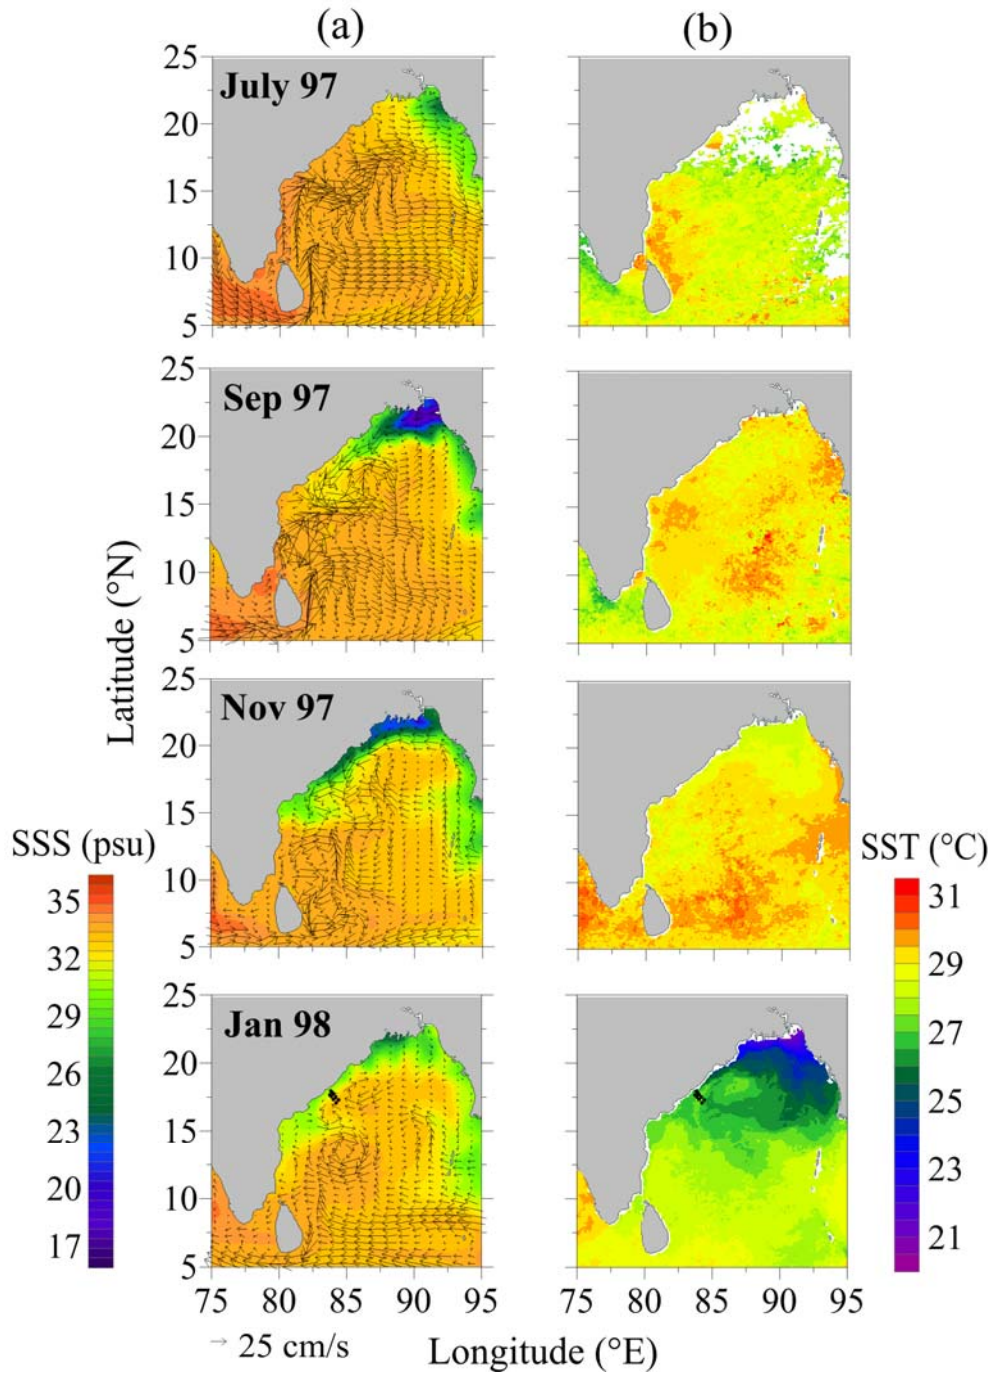 (a) (b)
July 97
25
20
15
10
5
Sep 97
25
20
15
10
5
Nov 97
25
20
15
10
5
Jan 98
25
20
15
10
5
75 80 85 90 95
75 80 85 90 95
Latitude (°N)
Longitude (°E)
→ 25 cm/s
SSS (psu)
35
32
29
26
23
20
17
SST (°C)
31
29
27
25
23
21